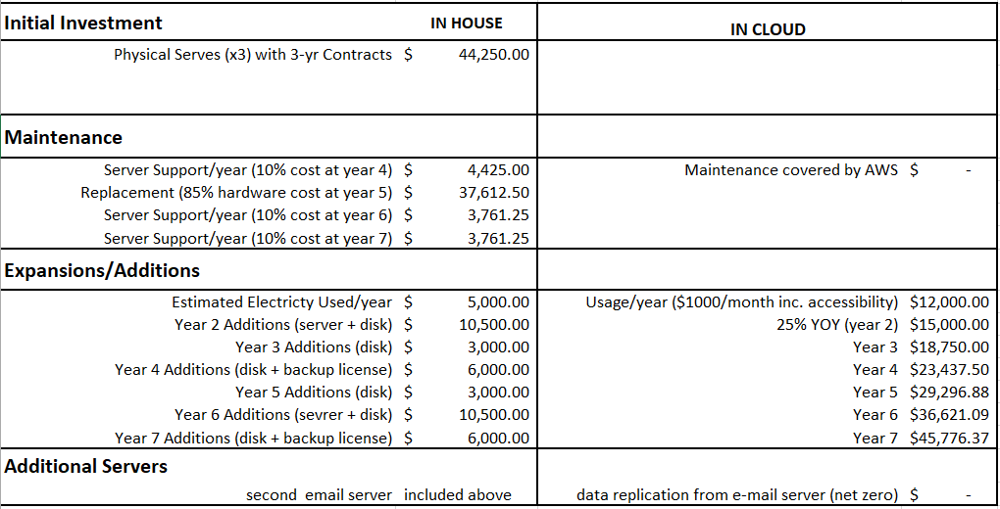 Initial Investment IN HOUSE IN CLOUD
Physical Serves (x3) with 3-yr Contracts $ 44,250.00
Maintenance
Server Support/year (10% cost at year 4) $ 4,425.00 Maintenance covered by AWS $ -
Replacement (85% hardware cost at year 5) $ 37,612.50
Server Support/year (10% cost at year 6) $ 3,761.25
Server Support/year (10% cost at year 7) $ 3,761.25
Expansions/Additions
Estimated Electricty Used/year $ 5,000.00 Usage/year ($1000/month inc. accessibility) $12,000.00
Year 2 Additions (server + disk) $ 10,500.00 25% YOY (year 2) $15,000.00
Year 3 Additions (disk) $ 3,000.00 Year 3 $18,750.00
Year 4 Additions (disk + backup license) $ 6,000.00 Year 4 $23,437.50
Year 5 Additions (disk) $ 3,000.00 Year 5 $29,296.88
Year 6 Additions (sevrer + disk) $ 10,500.00 Year 6 $36,621.09
Year 7 Additions (disk + backup license) $ 6,000.00 Year 7 $45,776.37
Additional Servers
second email server included above data replication from e-mail server (net zero) $ -